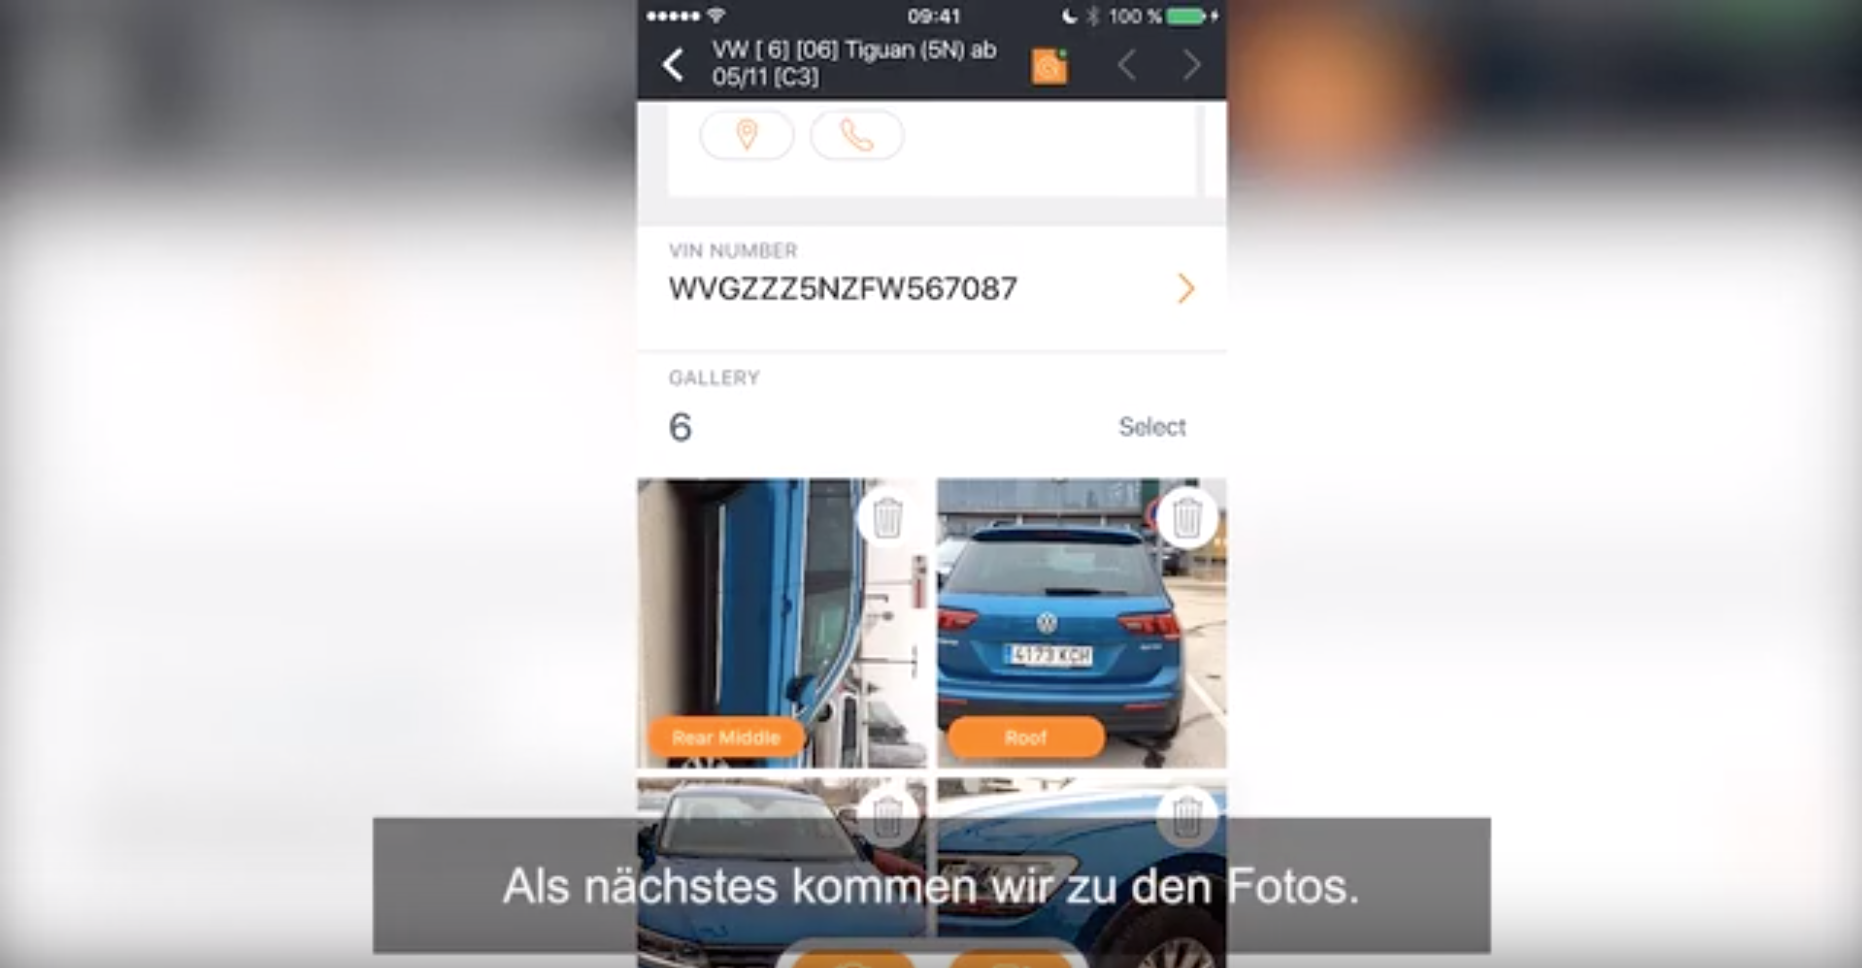 09:41
100 %
VW [ 6] [06] Tiguan (5N) ab
05/11 [C3]
VIN NUMBER
WVGZZZ5NZFW567087
GALLERY
6
Select
4173 KCH
Rear Middle
Roof
Als nächstes kommen wir zu den Fotos.